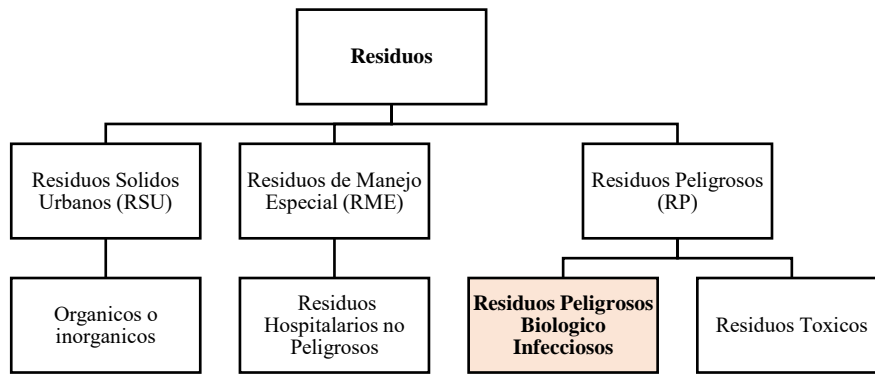 Residuos
Residuos Solidos
Urbanos (RSU)
Residuos de Manejo
Especial (RME)
Residuos Peligrosos
(RP)
Organicos o
inorganicos
Residuos
Hospitalarios no
Peligrosos
Residuos Peligrosos
Biologico
Infecciosos
Residuos Toxicos